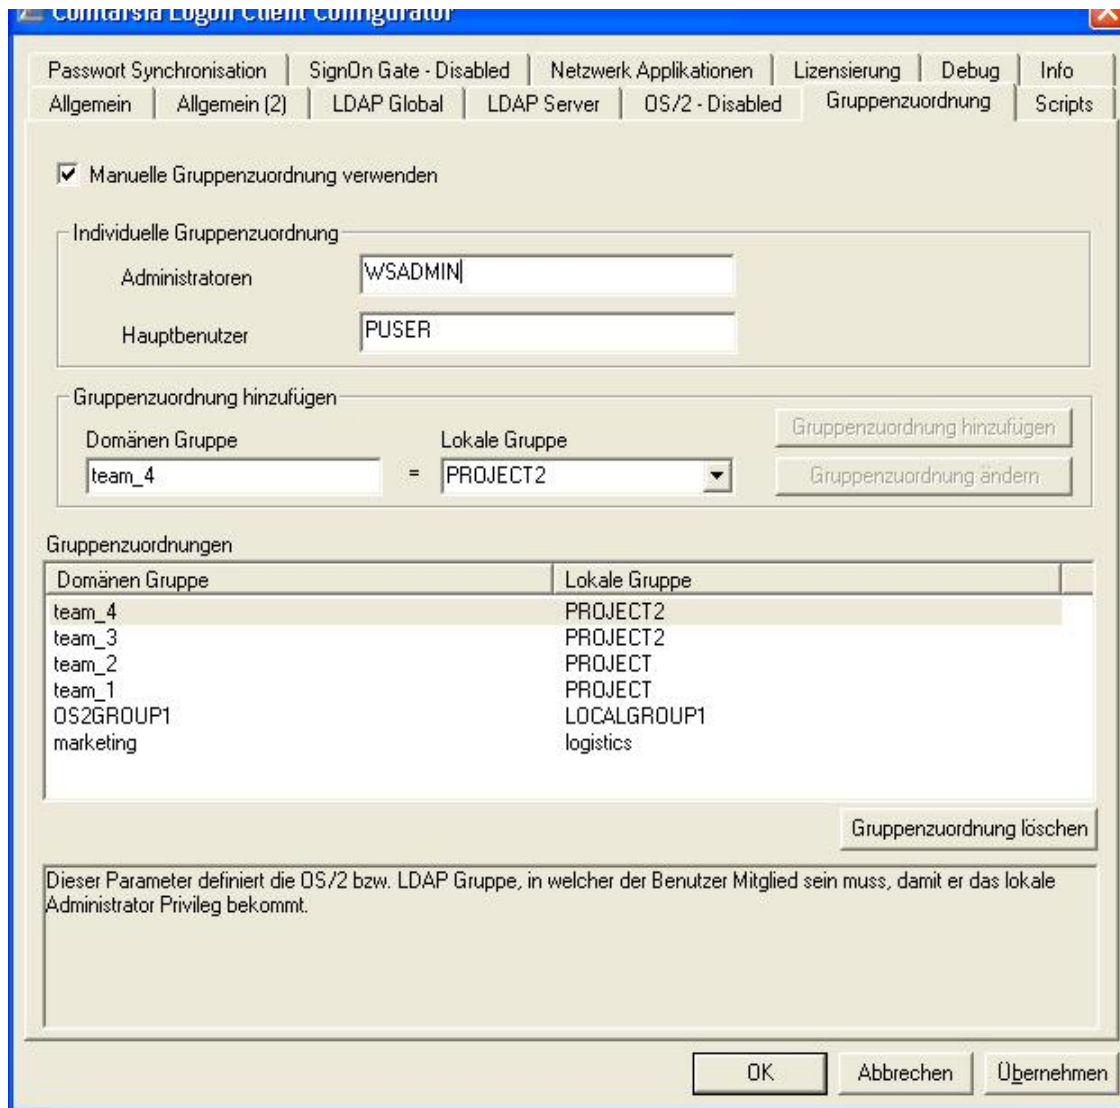 Comtarsia Logon Client Configurator
Passwort Synchronisation SignOn Gate - Disabled Netzwerk Applikationen Lizensierung Debug Info
Allgemein Allgemein (2) LDAP Global LDAP Server OS/2 - Disabled Gruppenzuordnung Scripts
Manuelle Gruppenzuordnung verwenden
Individuelle Gruppenzuordnung
Administratoren WSADMIN
Hauptbenutzer PUSER
Gruppenzuordnung hinzufügen
Domänen Gruppe Lokale Gruppe Gruppenzuordnung hinzufügen
team_4 = PROJECT2 Gruppenzuordnung ändern
Gruppenzuordnungen
Domänen Gruppe Lokale Gruppe
team_4 PROJECT2
team_3 PROJECT2
team_2 PROJECT
team_1 PROJECT
OS2GROUP1 LOCALGROUP1
marketing logistics
Gruppenzuordnung löschen
Dieser Parameter definiert die OS/2 bzw. LDAP Gruppe, in welcher der Benutzer Mitglied sein muss, damit er das lokale
Administrator Privileg bekommt.
OK Abbrechen Übernehmen